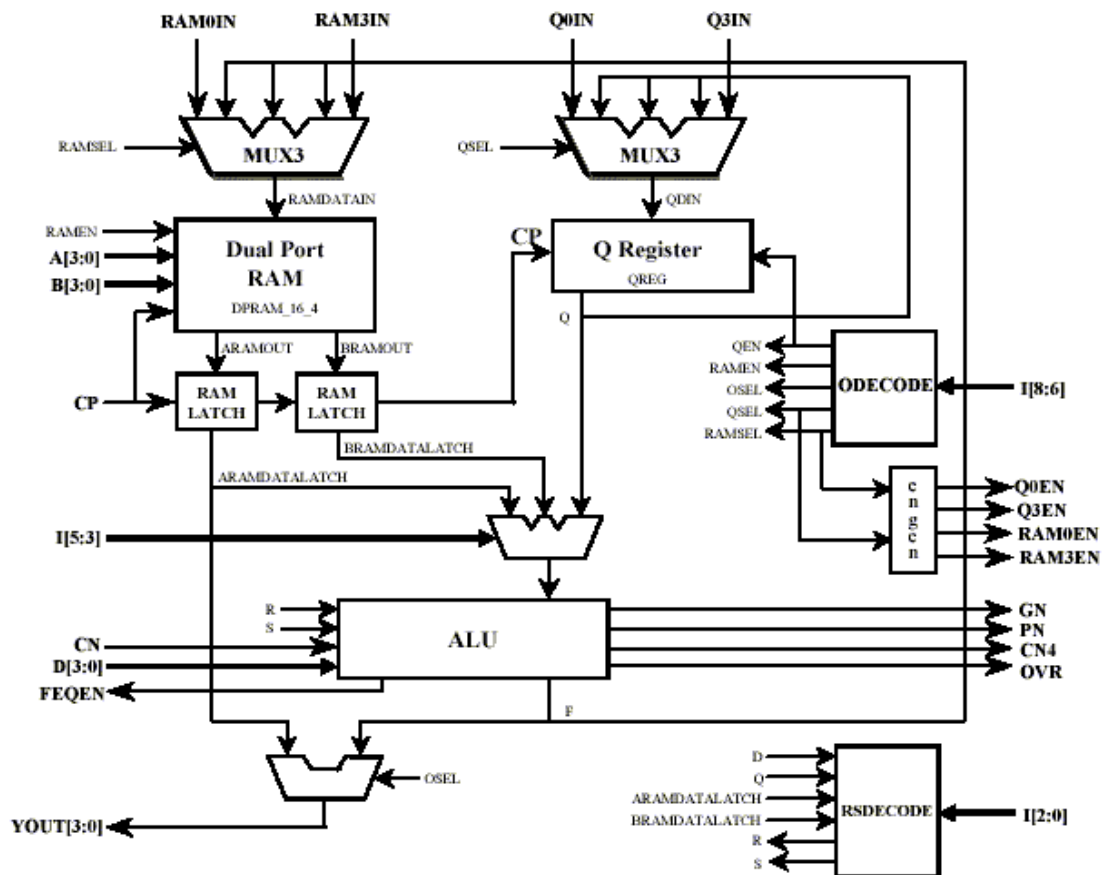 RAM0IN
RAM3IN
Q0IN
Q3IN
RAMSEL
MUX3
QSEL
MUX3
RAMDATAIN
QDIN
RAMEN
A[3:0]
B[3:0]
Dual Port
RAM
DPRAM_16_4
CP
Q Register
QREG
Q
ARAMOUT
BRAMOUT
CP
RAM
LATCH
RAM
LATCH
QEN
RAMEN
OSEL
QSEL
RAMSEL
ODECODE
I[8:6]
BRAMDATALATCH
ARAMDATALATCH
engen
Q0EN
Q3EN
RAM0EN
RAM3EN
I[5:3]
R
S
CN
D[3:0]
FEQEN
ALU
GN
PN
CN4
OVR
F
OSEL
YOUT[3:0]
D
Q
ARAMDATALATCH
BRAMDATALATCH
R
S
RSDECODE
I[2:0]